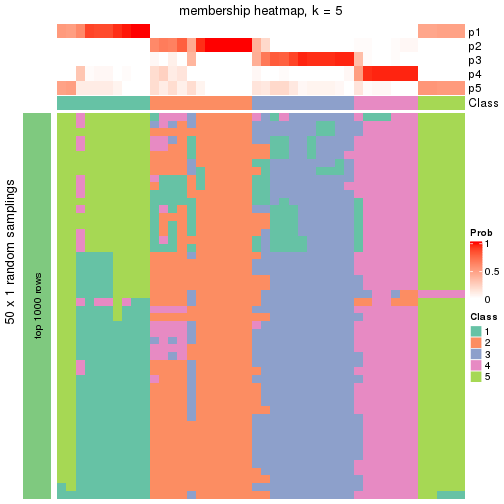 membership heatmap, k = 5
p1
p2
p3
p4
p5
Class
50 x 1 random samplings
top 1000 rows
Prob
1
0.5
0
Class
1
2
3
4
5